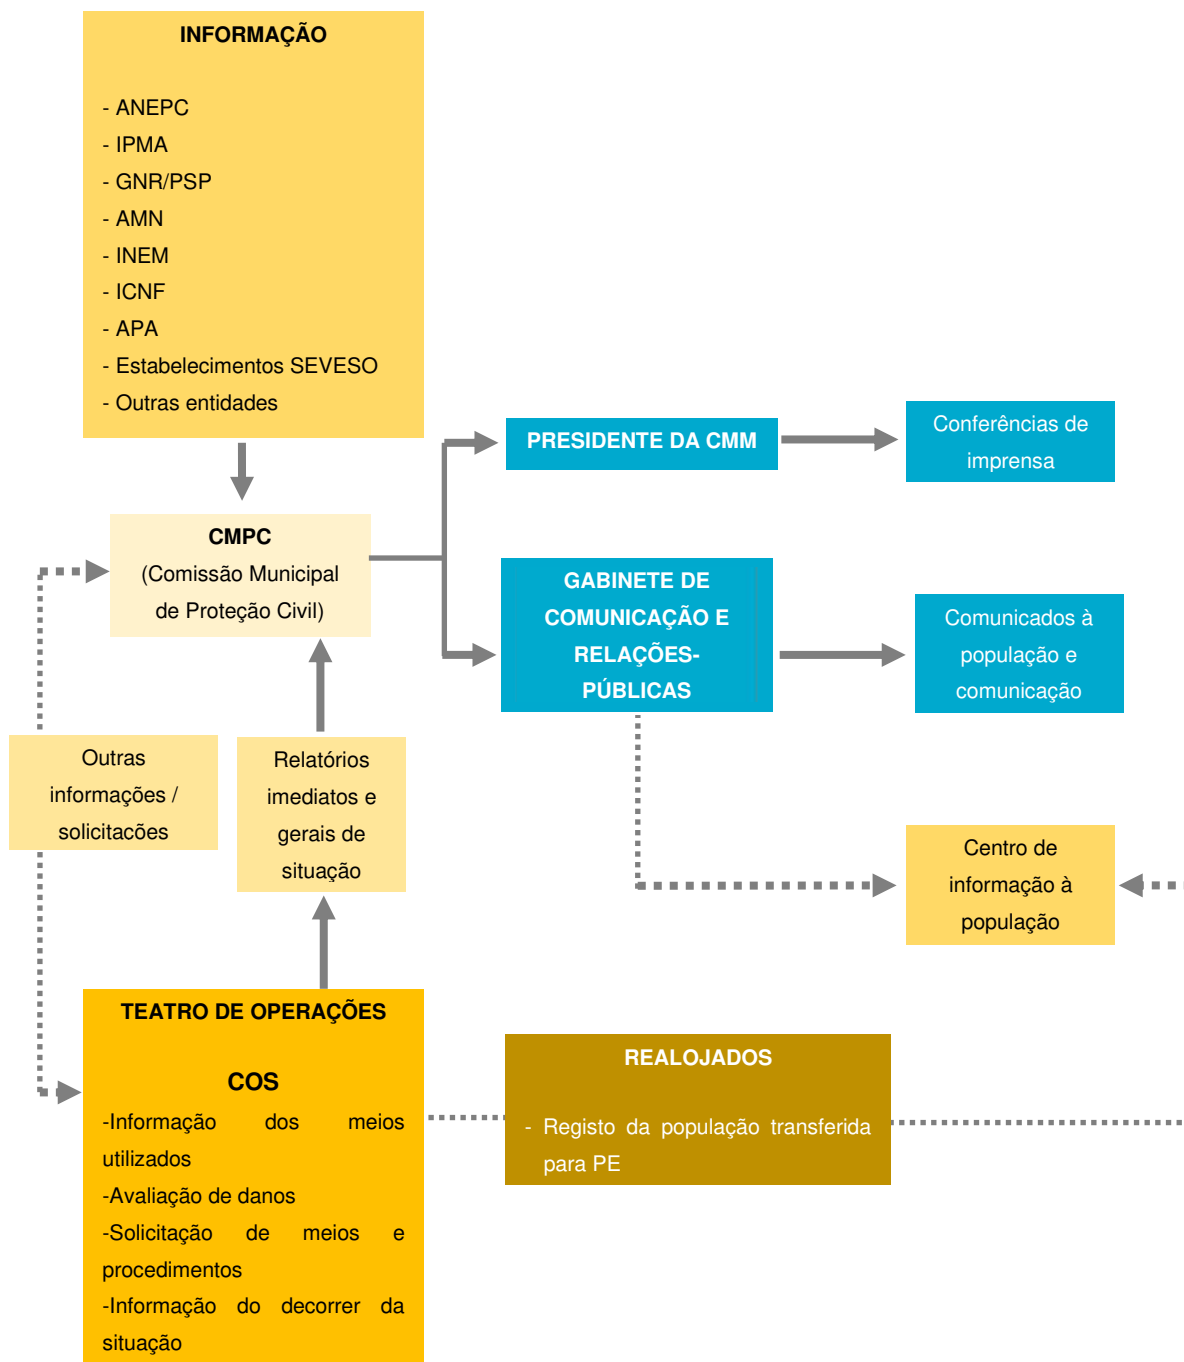 INFORMAÇÃO
- ANEPC
- IPMA
- GNR/PSP
- AMN
- INEM
- ICNF
- APA
- Estabelecimentos SEVESO
- Outras entidades
PRESIDENTE DA CMM
Conferências de
imprensa
CMPC
(Comissão Municipal
de Proteção Civil)
GABINETE DE
COMUNICAÇÃO E
RELAÇÕES-
PÚBLICAS
Comunicados à
população e
comunicação
Outras
informações /
solicitacões
Relatórios
imediatos e
gerais de
situação
Centro de
informação à
população
TEATRO DE OPERAÇÕES
COS
-Informação dos meios
utilizados
-Avaliação de danos
-Solicitação de meios e
procedimentos
-Informação do decorrer da
situação
REALOJADOS
- Registo da população transferida
para PE